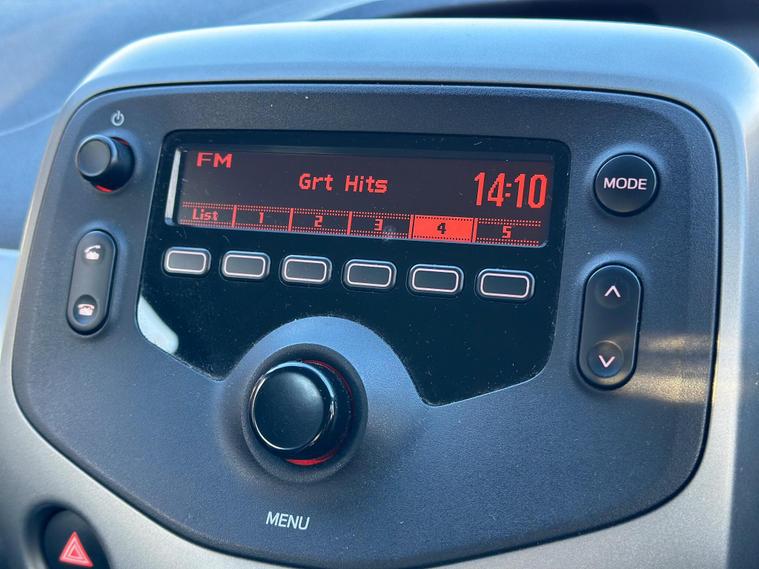 FM
Grt Hits
14:10
List 1 2 3 4 5
MODE
MENU